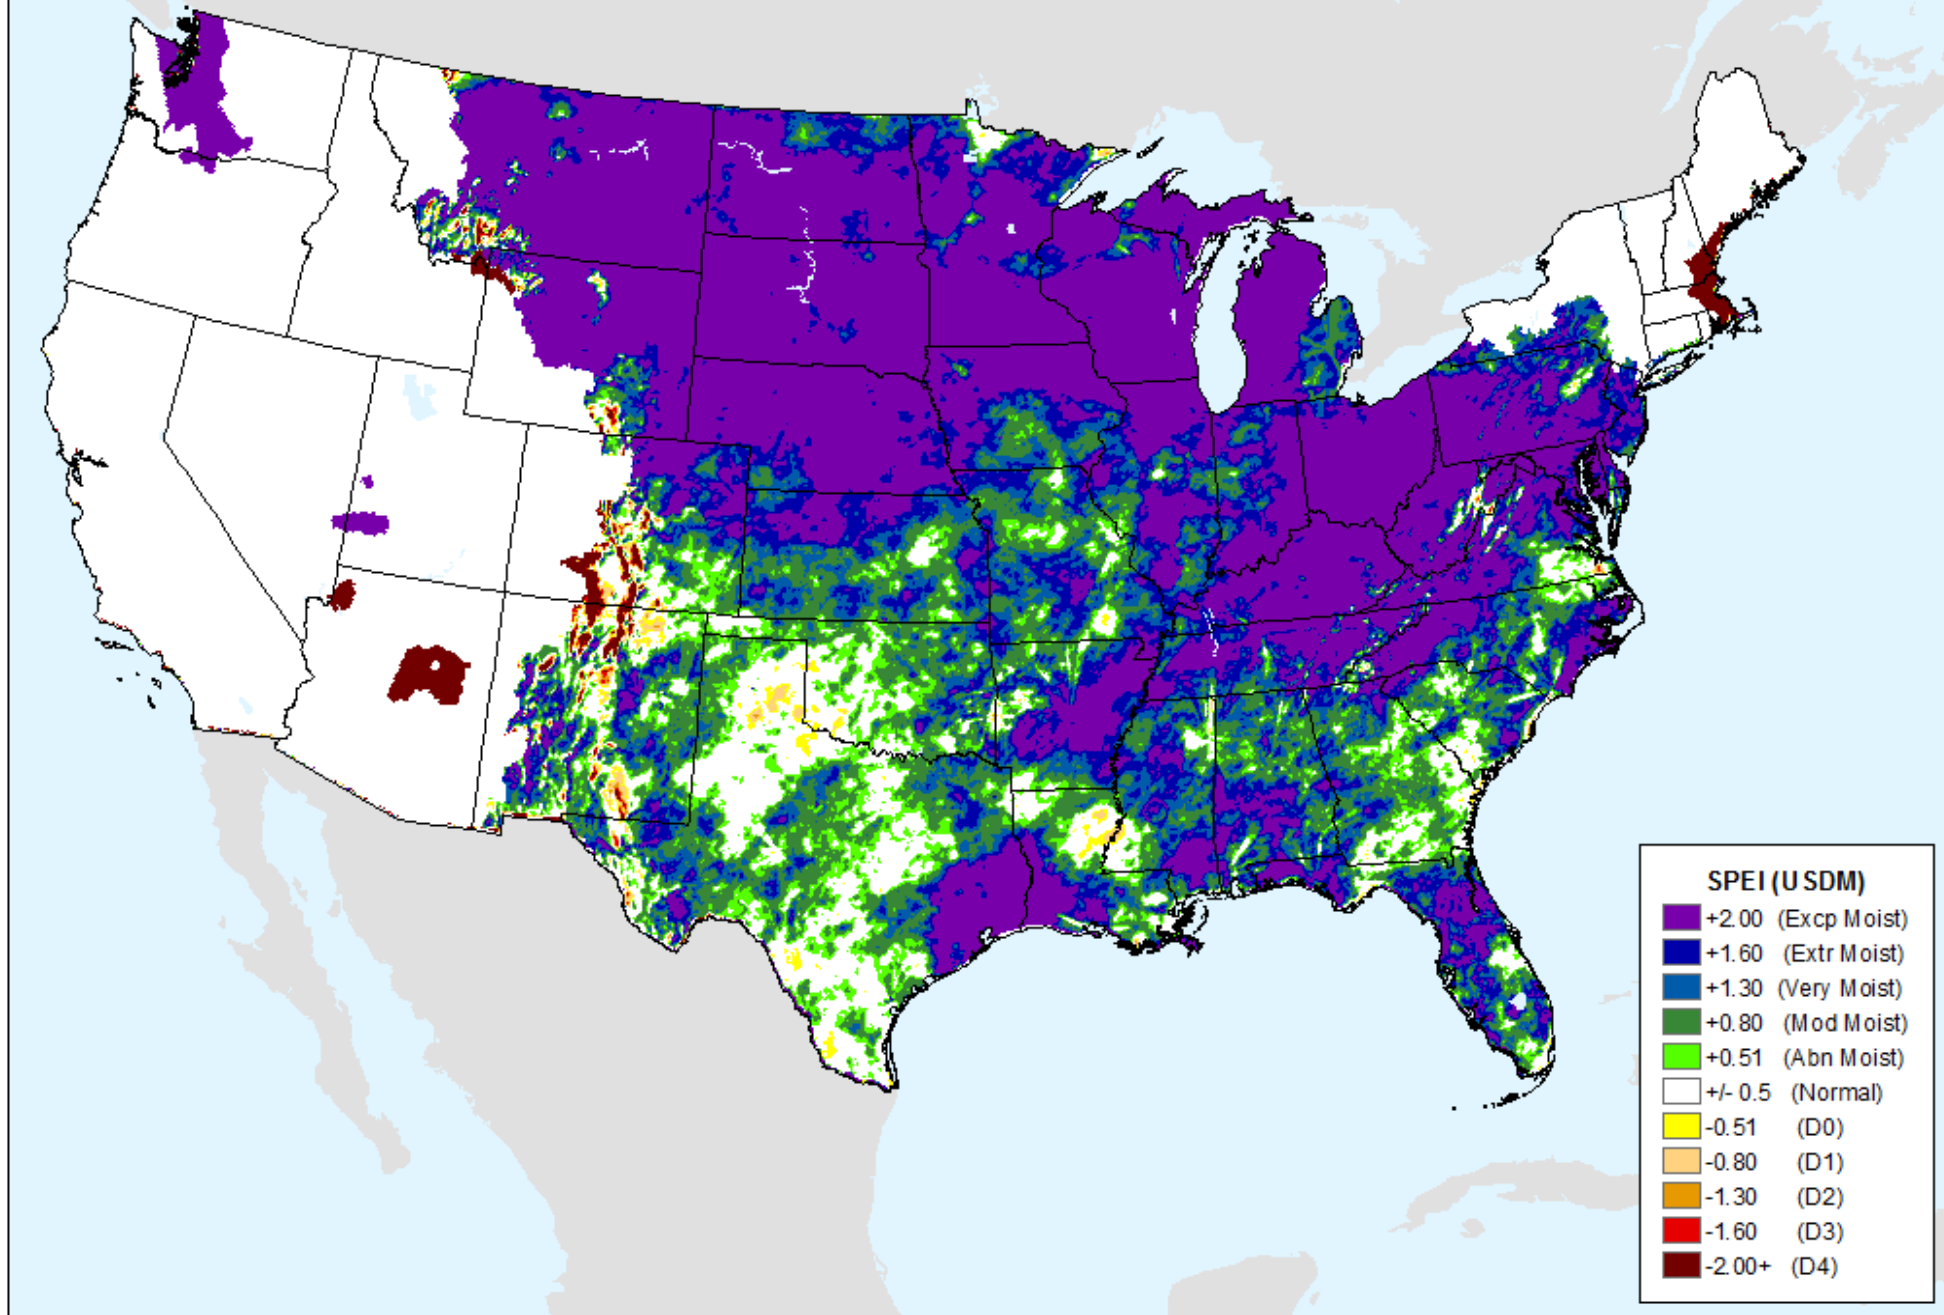 SPEI (USDM)
+2.00 (Excp Moist)
+1.60 (Extr Moist)
+1.30 (Very Moist)
+0.80 (Mod Moist)
+0.51 (Abn Moist)
+/- 0.5 (Normal)
-0.51 (D0)
-0.80 (D1)
-1.30 (D2)
-1.60 (D3)
-2.00+ (D4)